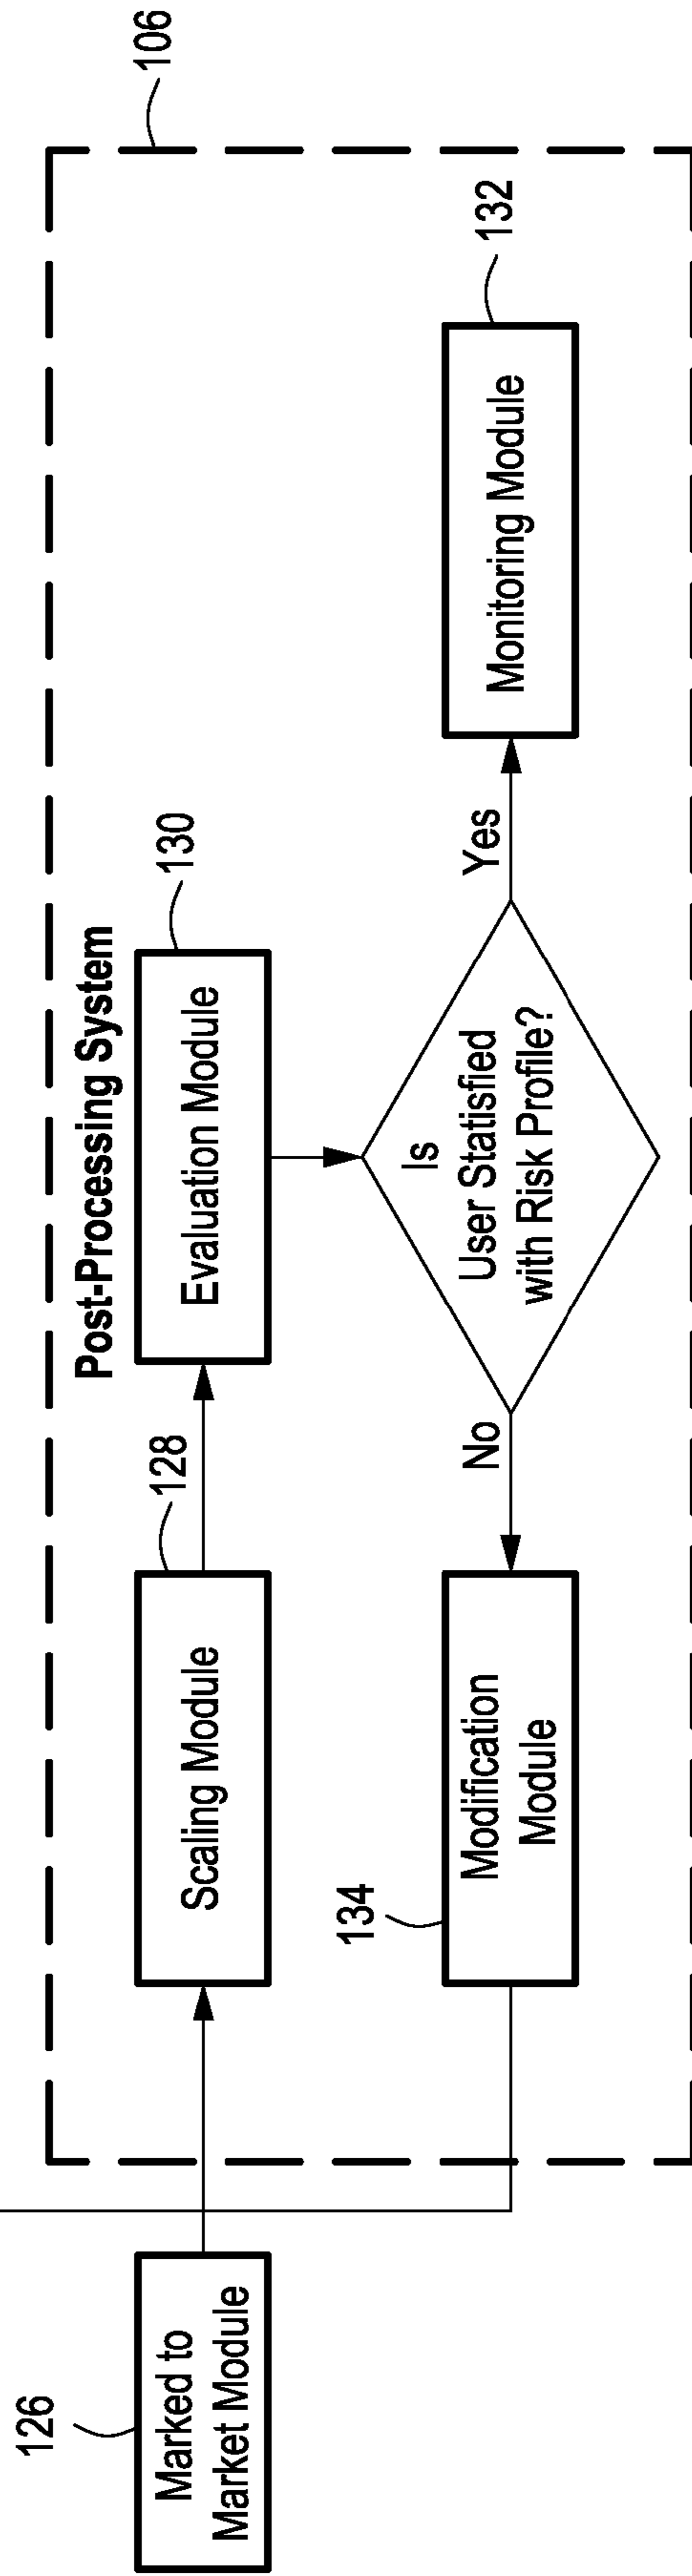 106
Post-Processing System
126
Marked to
Market Module
128
Scaling Module
130
Evaluation Module
Is
User Statisfied
with Risk Profile?
No
Yes
134
Modification
Module
132
Monitoring Module